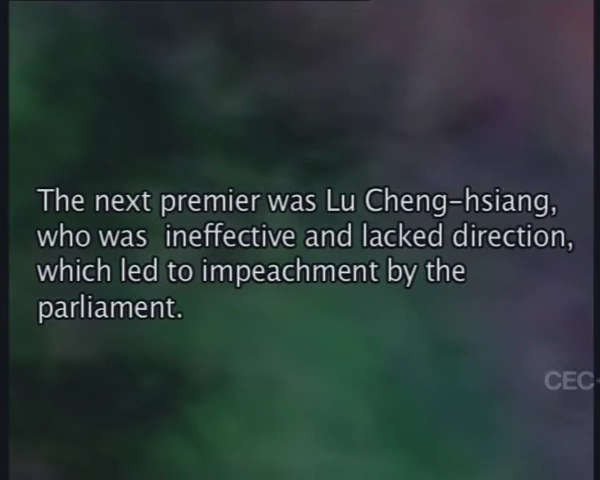 The next premier was Lu Cheng-hsiang,
who was  ineffective and lacked direction,
which led to impeachment by the
parliament.
CEC